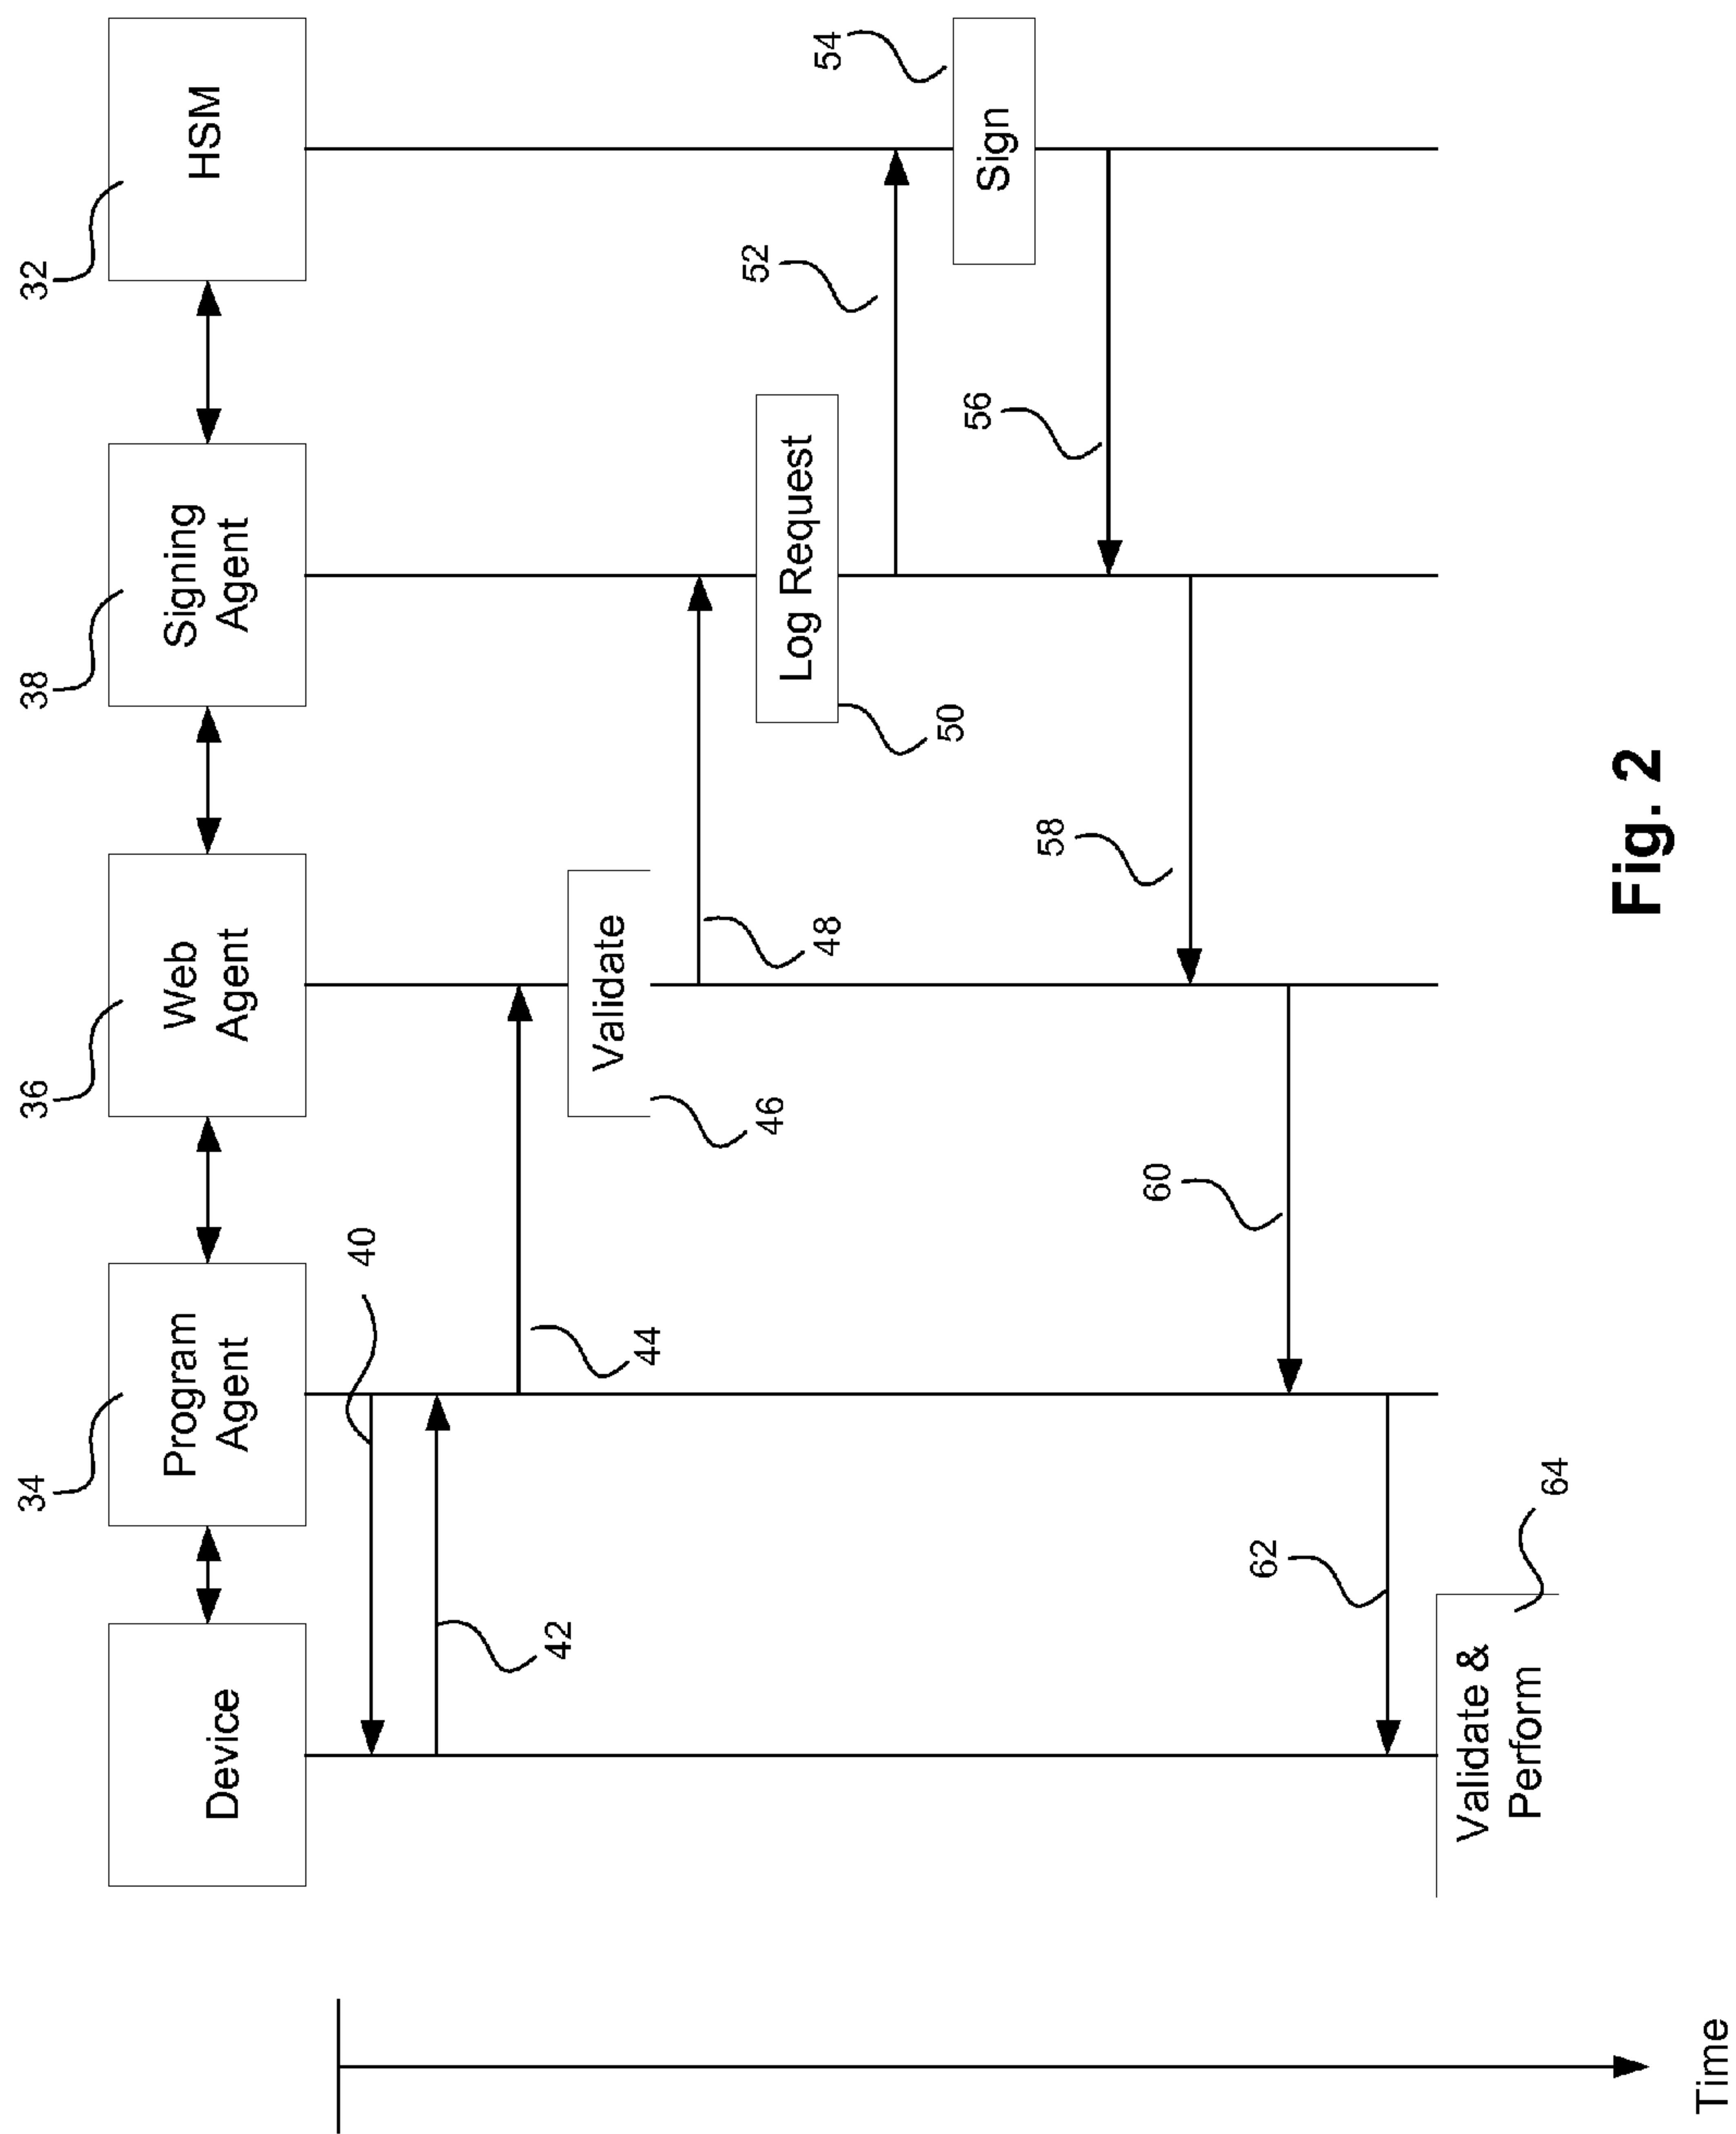 32
38
36
34
HSM
Signing
Agent
Web
Agent
Program
Agent
Device
40
42
44
Validate
46
48
Log Request
50
52
Sign
54
56
58
60
62
Validate &
Perform
64
Time
Fig. 2